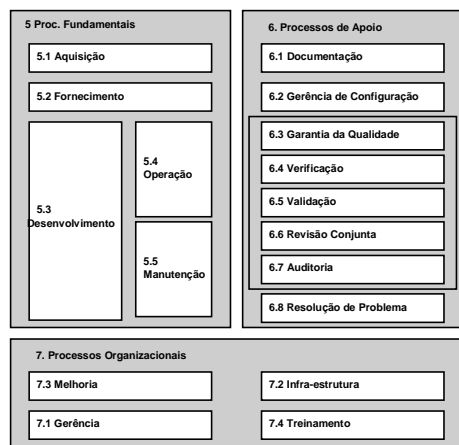 5 Proc. Fundamentais
5.1 Aquisição
5.2 Fornecimento
5.3
Desenvolvimento
5.4
Operação
5.5
Manutenção
6. Processos de Apoio
6.1 Documentação
6.2 Gerência de Configuração
6.3 Garantia da Qualidade
6.4 Verificação
6.5 Validação
6.6 Revisão Conjunta
6.7 Auditoria
6.8 Resolução de Problema
7. Processos Organizacionais
7.3 Melhoria
7.2 Infra-estrutura
7.1 Gerência
7.4 Treinamento